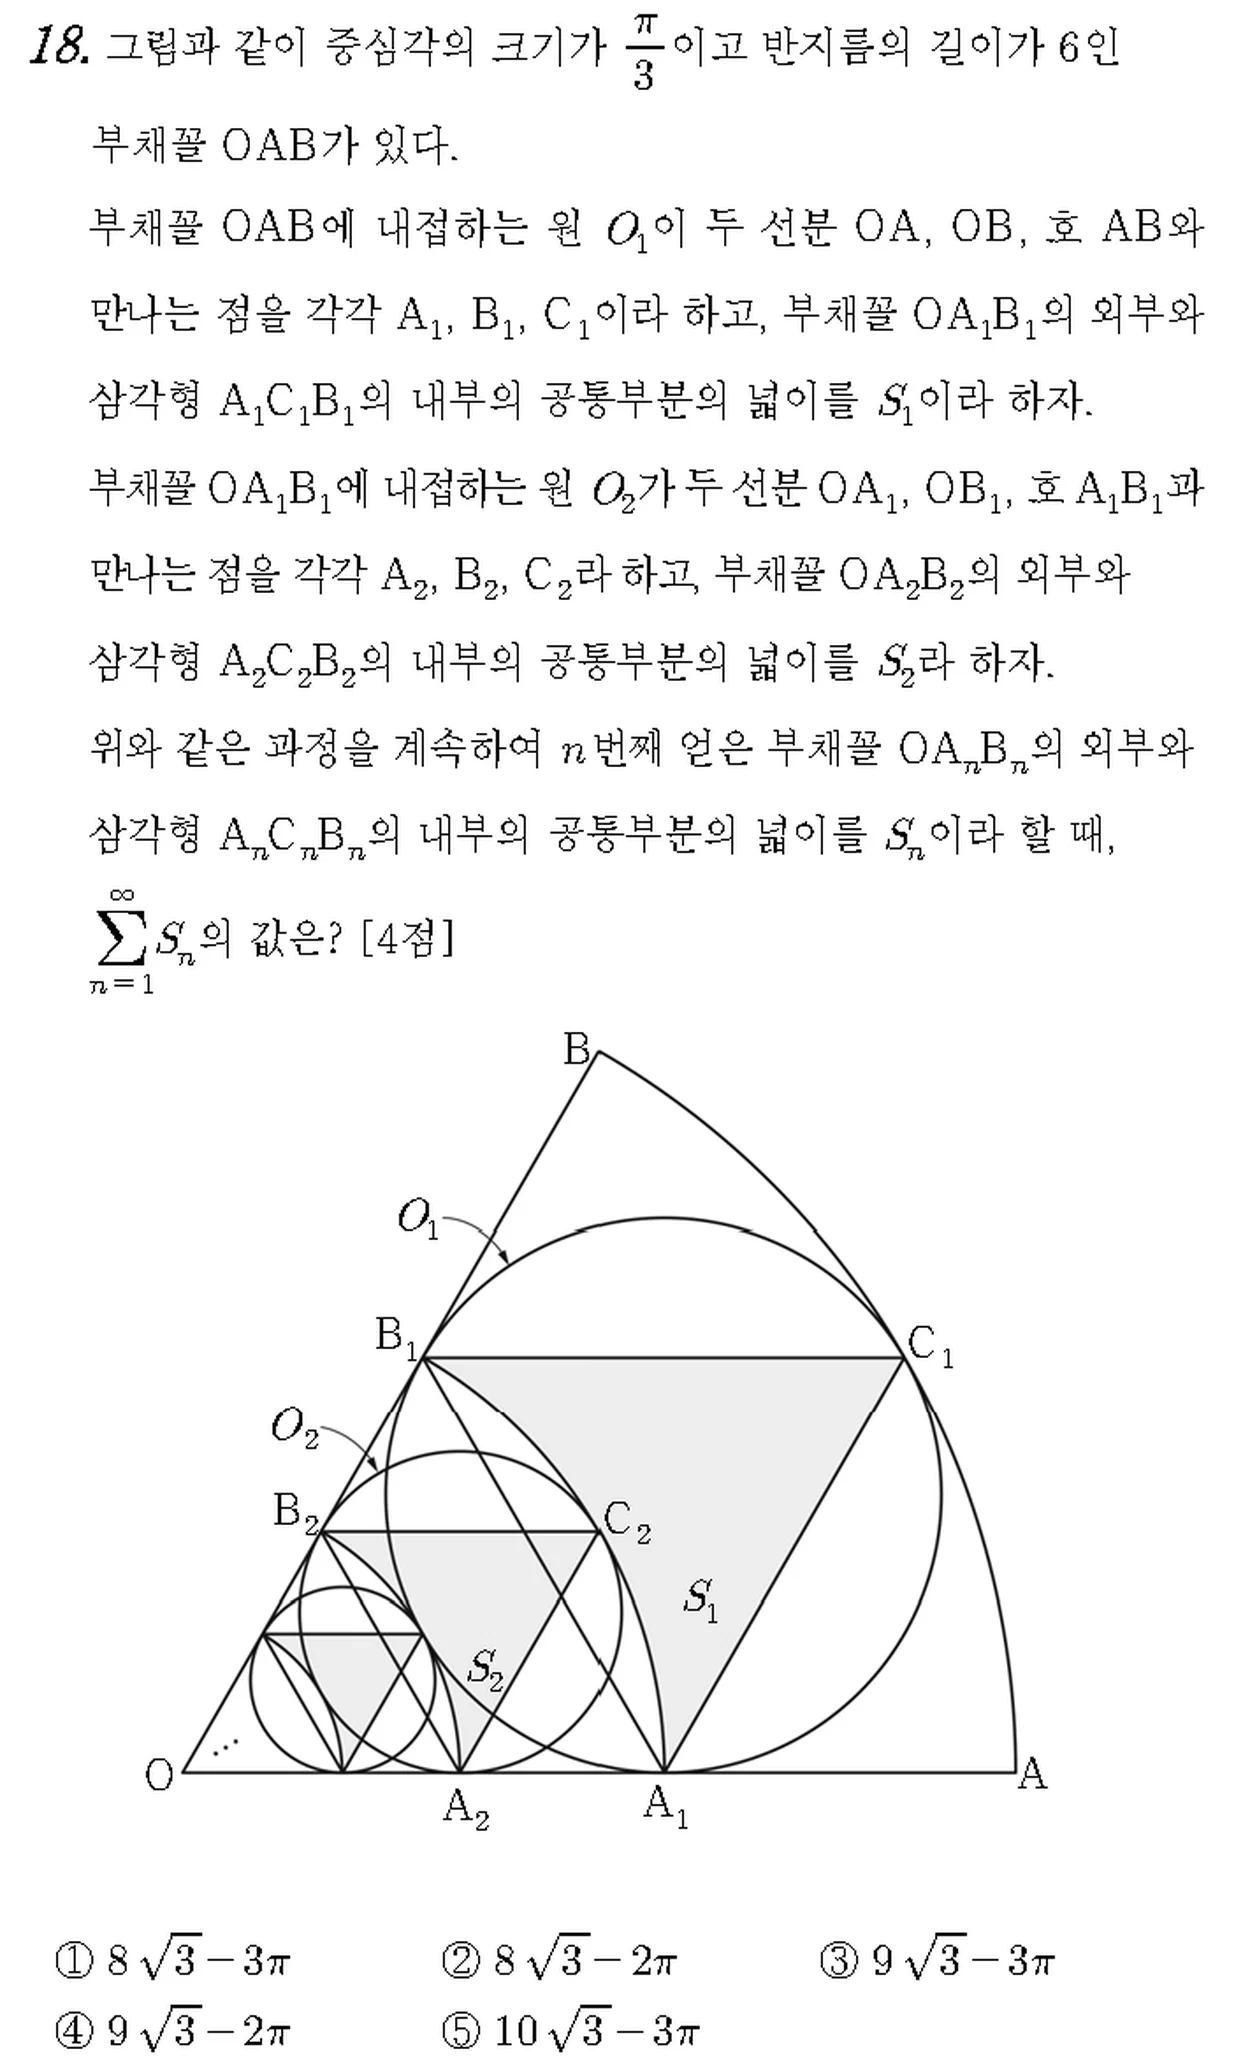 18. 그림과 같이 중심각의 크기가 π/3 이고 반지름의 길이가 6인
부채꼴 OAB가 있다.
부채꼴 OAB에 내접하는 원 O₁이 두 선분 OA, OB, 호 AB와
만나는 점을 각각 A₁, B₁, C₁이라 하고, 부채꼴 OA₁B₁의 외부와
삼각형 A₁C₁B₁의 내부의 공통부분의 넓이를 S₁이라 하자.
부채꼴 OA₁B₁에 내접하는 원 O₂가 두 선분 OA₁, OB₁, 호 A₁B₁과
만나는 점을 각각 A₂, B₂, C₂라 하고, 부채꼴 OA₂B₂의 외부와
삼각형 A₂C₂B₂의 내부의 공통부분의 넓이를 S₂라 하자.
위와 같은 과정을 계속하여 n번째 얻은 부채꼴 OAₙBₙ의 외부와
삼각형 AₙCₙBₙ의 내부의 공통부분의 넓이를 Sₙ이라 할 때,
∞
∑ Sₙ의 값은? [4점]
n=1
B
O₁
B₁
C₁
O₂
B₂
C₂
S₁
S₂
…
O
A
A₂
A₁
① 8√3−3π ② 8√3−2π ③ 9√3−3π
④ 9√3−2π ⑤ 10√3−3π